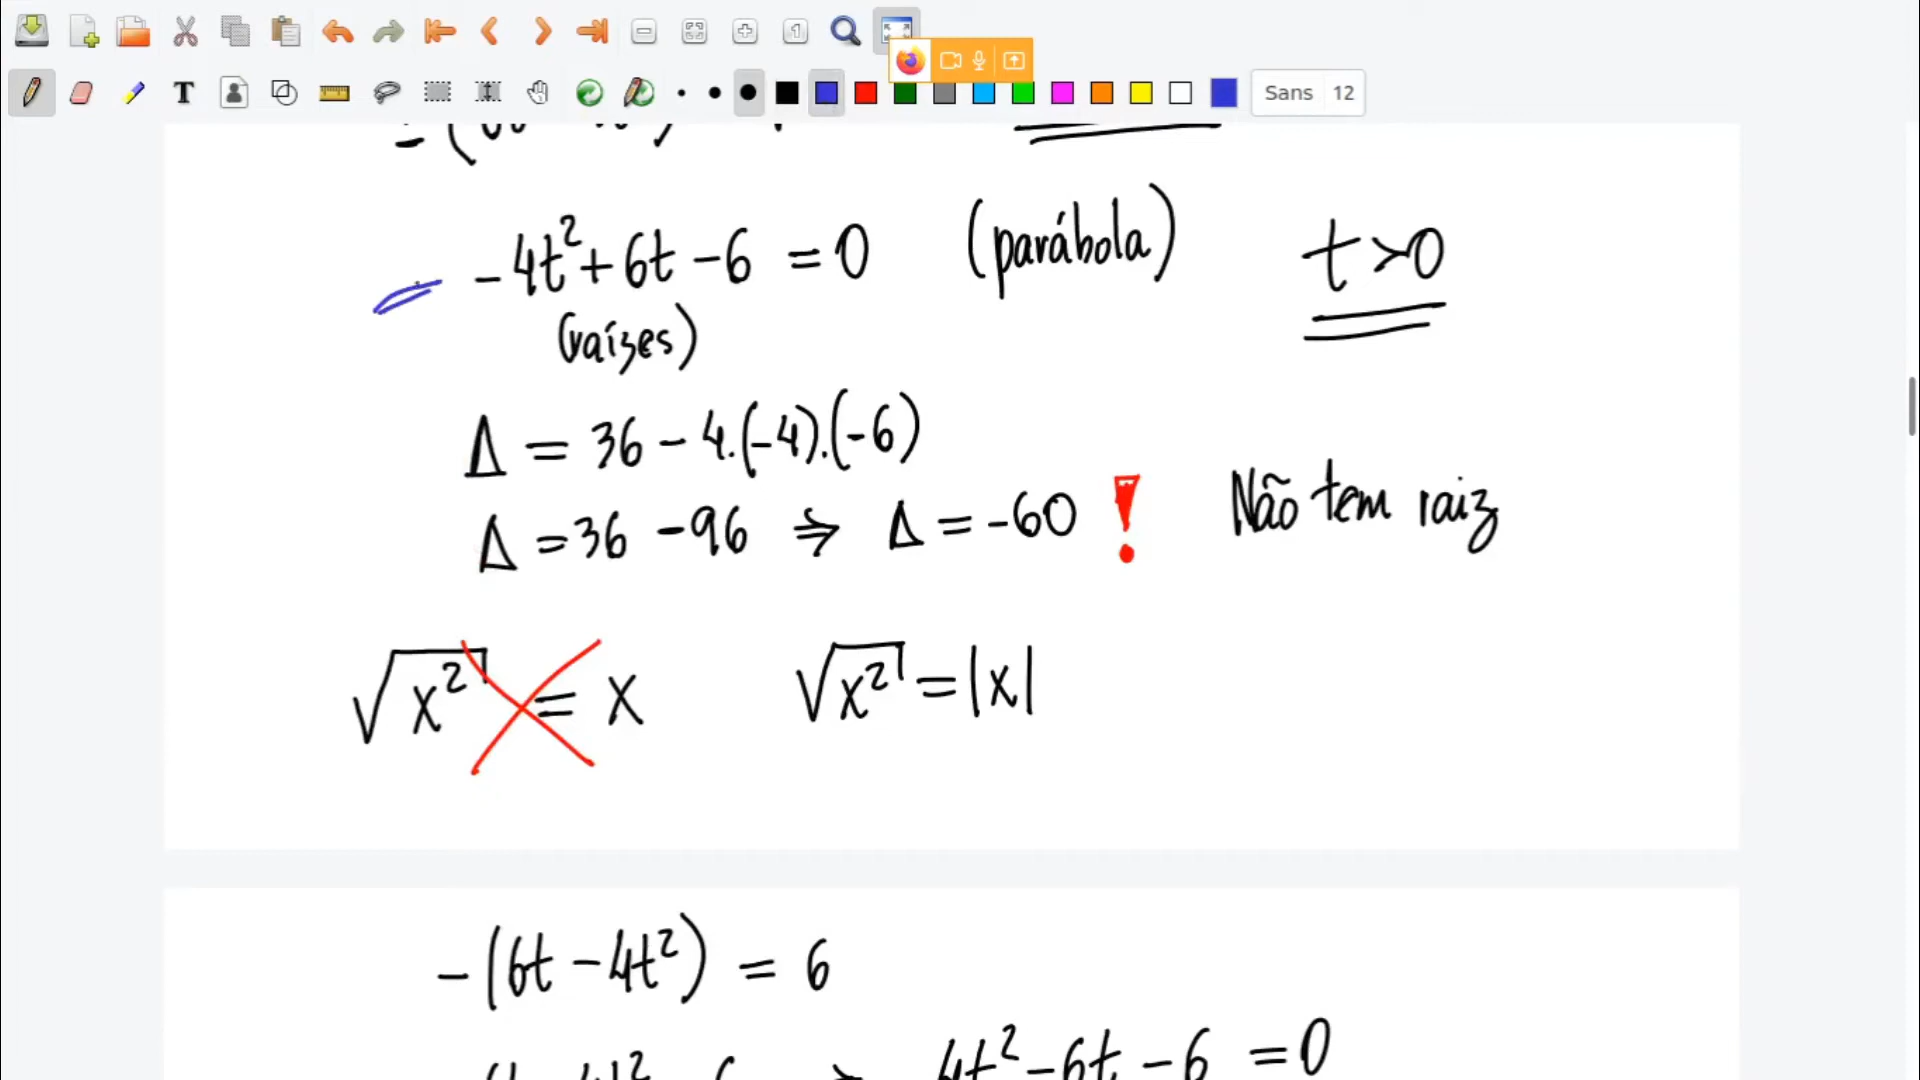 Sans 12
-4t²+6t-6 = 0 (parábola) t>0
(raízes)
Δ = 36-4.(-4).(-6)
Δ = 36 -96 ⇒ Δ = -60 ! Não tem raiz
√x² = x √x² = |x|
-(6t-4t²) = 6
4t²-6t-6 = 0